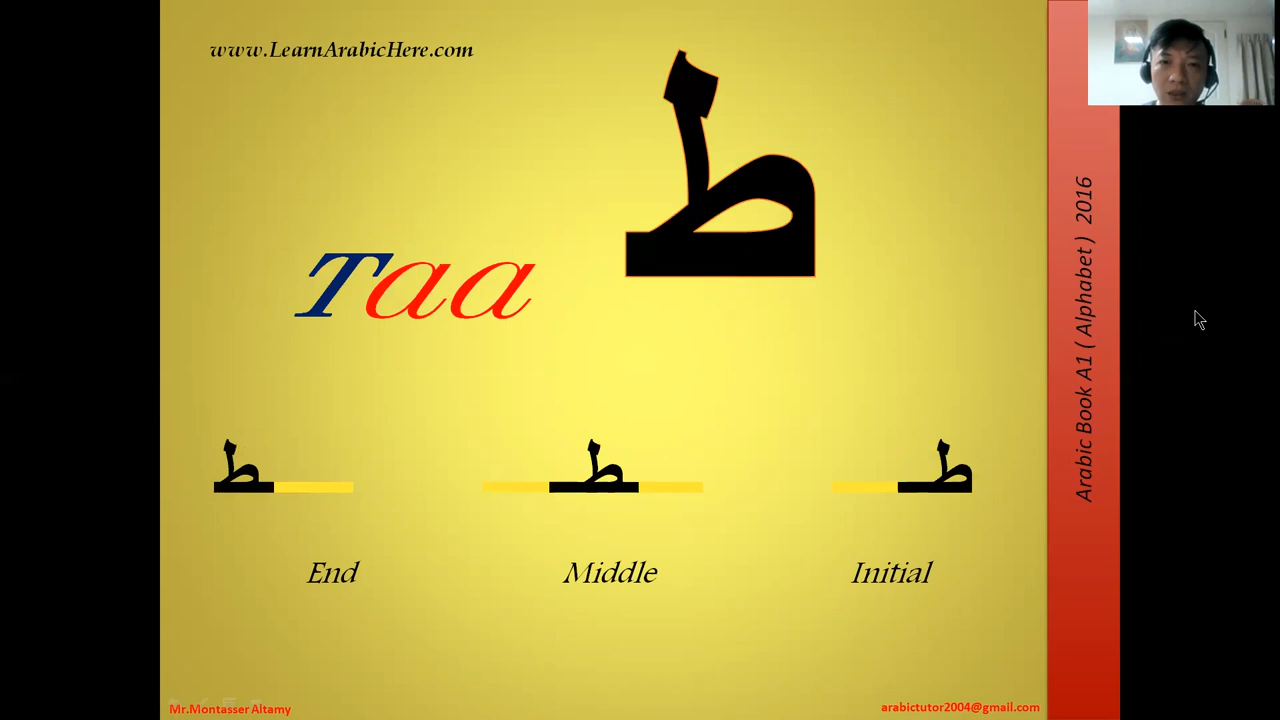 www.LearnArabicHere.com
ط
Taa
ط ط ط
End Middle Initial
Arabic Book A1 ( Alphabet ) 2016
Mr.Montasser Altamy
arabictutor2004@gmail.com